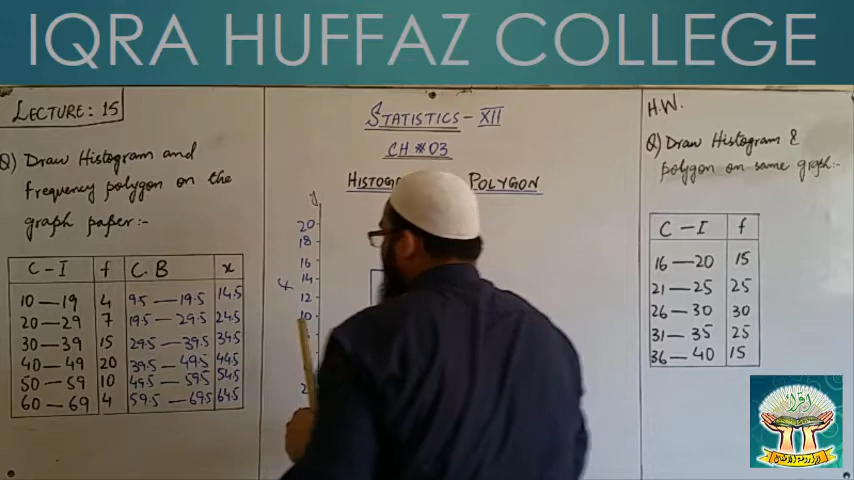 IQRA HUFFAZ COLLEGE
LECTURE: 15
Q) Draw Histogram and
frequency polygon on the
graph paper:-
C-I f C.B x
10-19 4 9.5-19.5 14.5
20-29 7 19.5-29.5 24.5
30-39 15 29.5-39.5 34.5
40-49 20 39.5-49.5 44.5
50-59 10 49.5-59.5 54.5
60-69 4 59.5-69.5 64.5
STATISTICS-XII
CH #03
HISTOG POLYGON
y
20
18
16
14
12
10
2
H.W.
Q) Draw Histogram &
polygon on same graph:-
C-I f
16-20 15
21-25 25
26-30 30
31-35 25
36-40 15
اقرأ